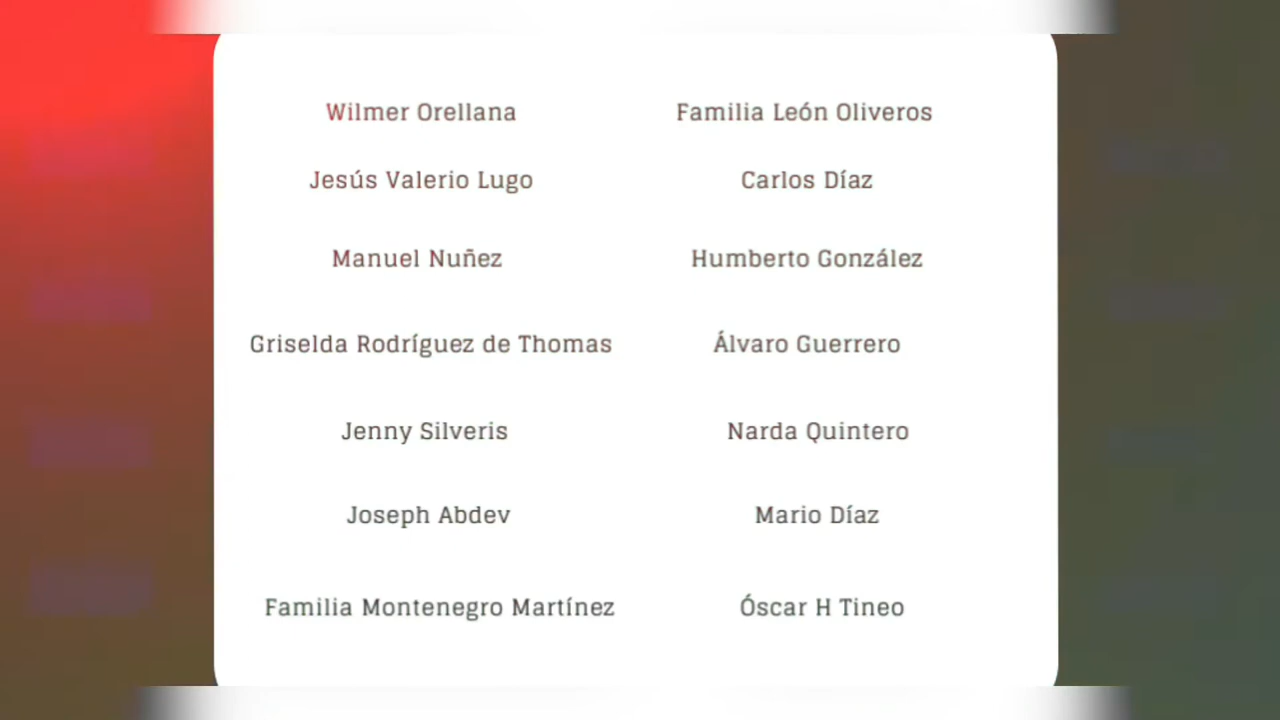 Wilmer Orellana
Familia León Oliveros
Jesús Valerio Lugo
Carlos Díaz
Manuel Nuñez
Humberto González
Griselda Rodríguez de Thomas
Álvaro Guerrero
Jenny Silveris
Narda Quintero
Joseph Abdev
Mario Díaz
Familia Montenegro Martínez
Óscar H Tineo